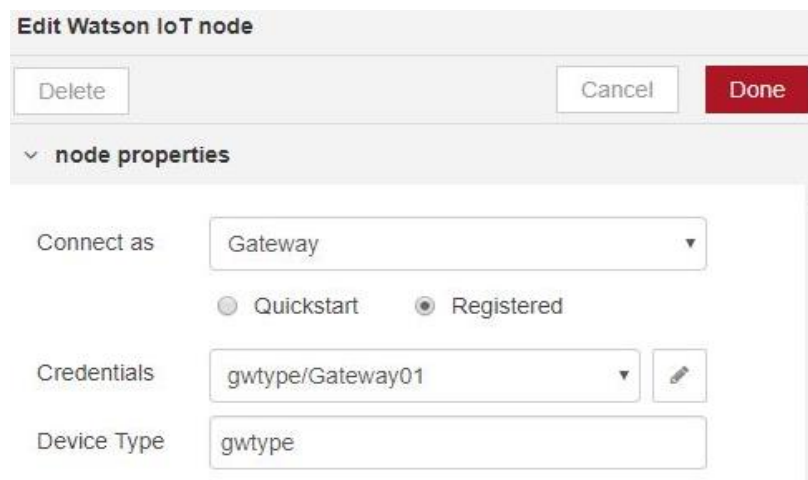 Edit Watson IoT node
Delete Cancel Done
node properties
Connect as Gateway
Quickstart Registered
Credentials gwtype/Gateway01
Device Type gwtype